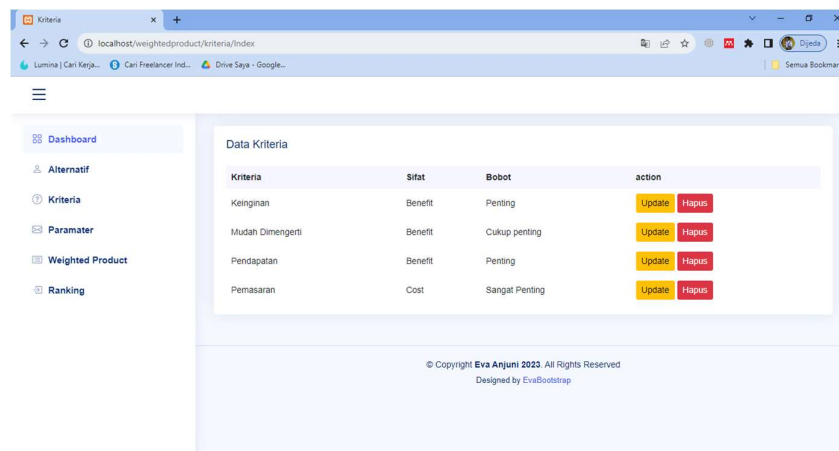 Kriteria
localhost/weightedproduct/kriteria/Index
Dijeda
Lumina | Cari Kerja... Cari Freelancer Ind... Drive Saya - Google...
Semua Bookmar
Dashboard
Alternatif
Kriteria
Paramater
Weighted Product
Ranking
Data Kriteria
Kriteria Sifat Bobot action
Keinginan Benefit Penting Update Hapus
Mudah Dimengerti Benefit Cukup penting Update Hapus
Pendapatan Benefit Penting Update Hapus
Pemasaran Cost Sangat Penting Update Hapus
© Copyright Eva Anjuni 2023. All Rights Reserved
Designed by EvaBootstrap